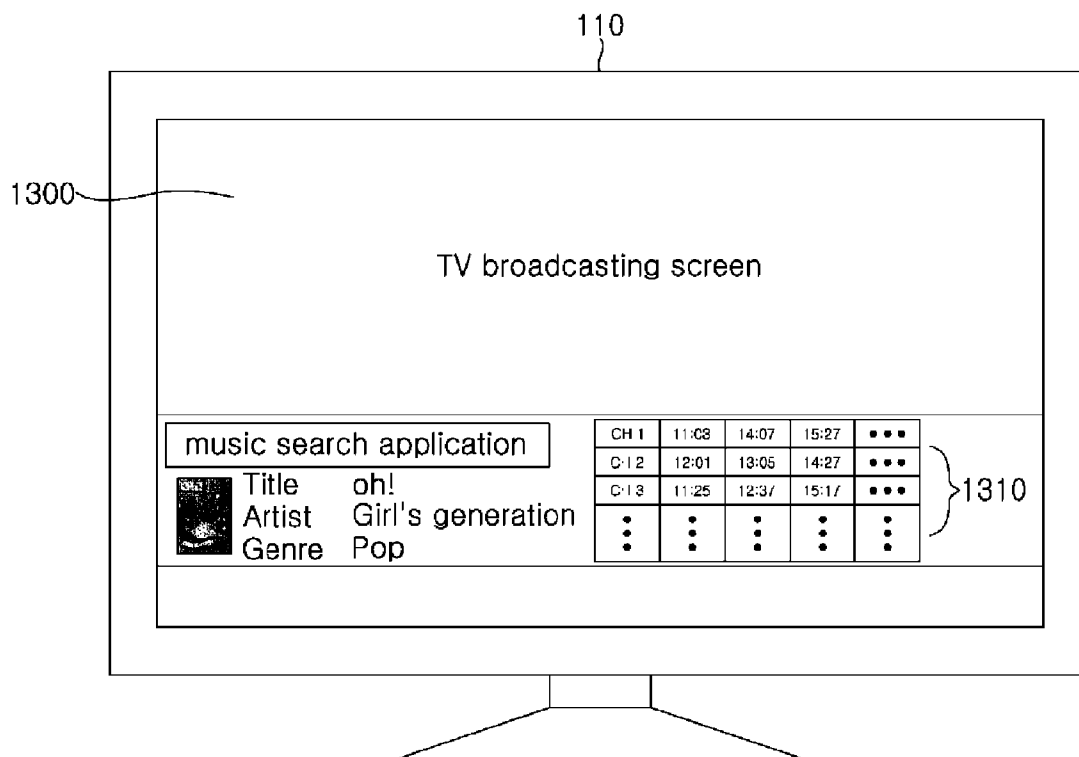 110
1300
TV broadcasting screen
music search application
Title oh!
Artist Girl's generation
Genre Pop
CH 1 11:03 14:07 15:27 •••
C·I 2 12:01 13:05 14:27 •••
C·I 3 11:25 12:37 15:17 •••
1310